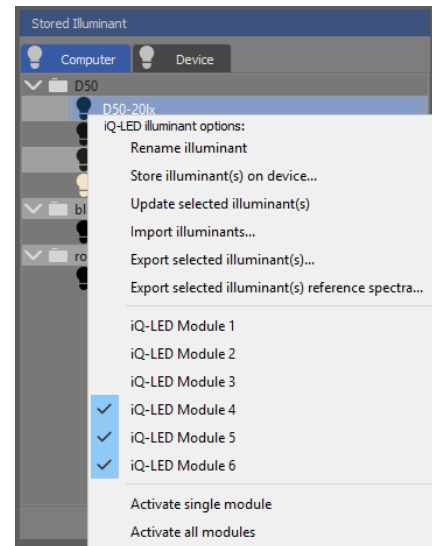 Stored Illuminant
Computer
Device
D50
D50-20lx
iQ-LED illuminant options:
Rename illuminant
Store illuminant(s) on device...
Update selected illuminant(s)
Import illuminants...
bl
Export selected illuminant(s)...
ro
Export selected illuminant(s) reference spectra...
iQ-LED Module 1
iQ-LED Module 2
iQ-LED Module 3
iQ-LED Module 4
iQ-LED Module 5
iQ-LED Module 6
Activate single module
Activate all modules